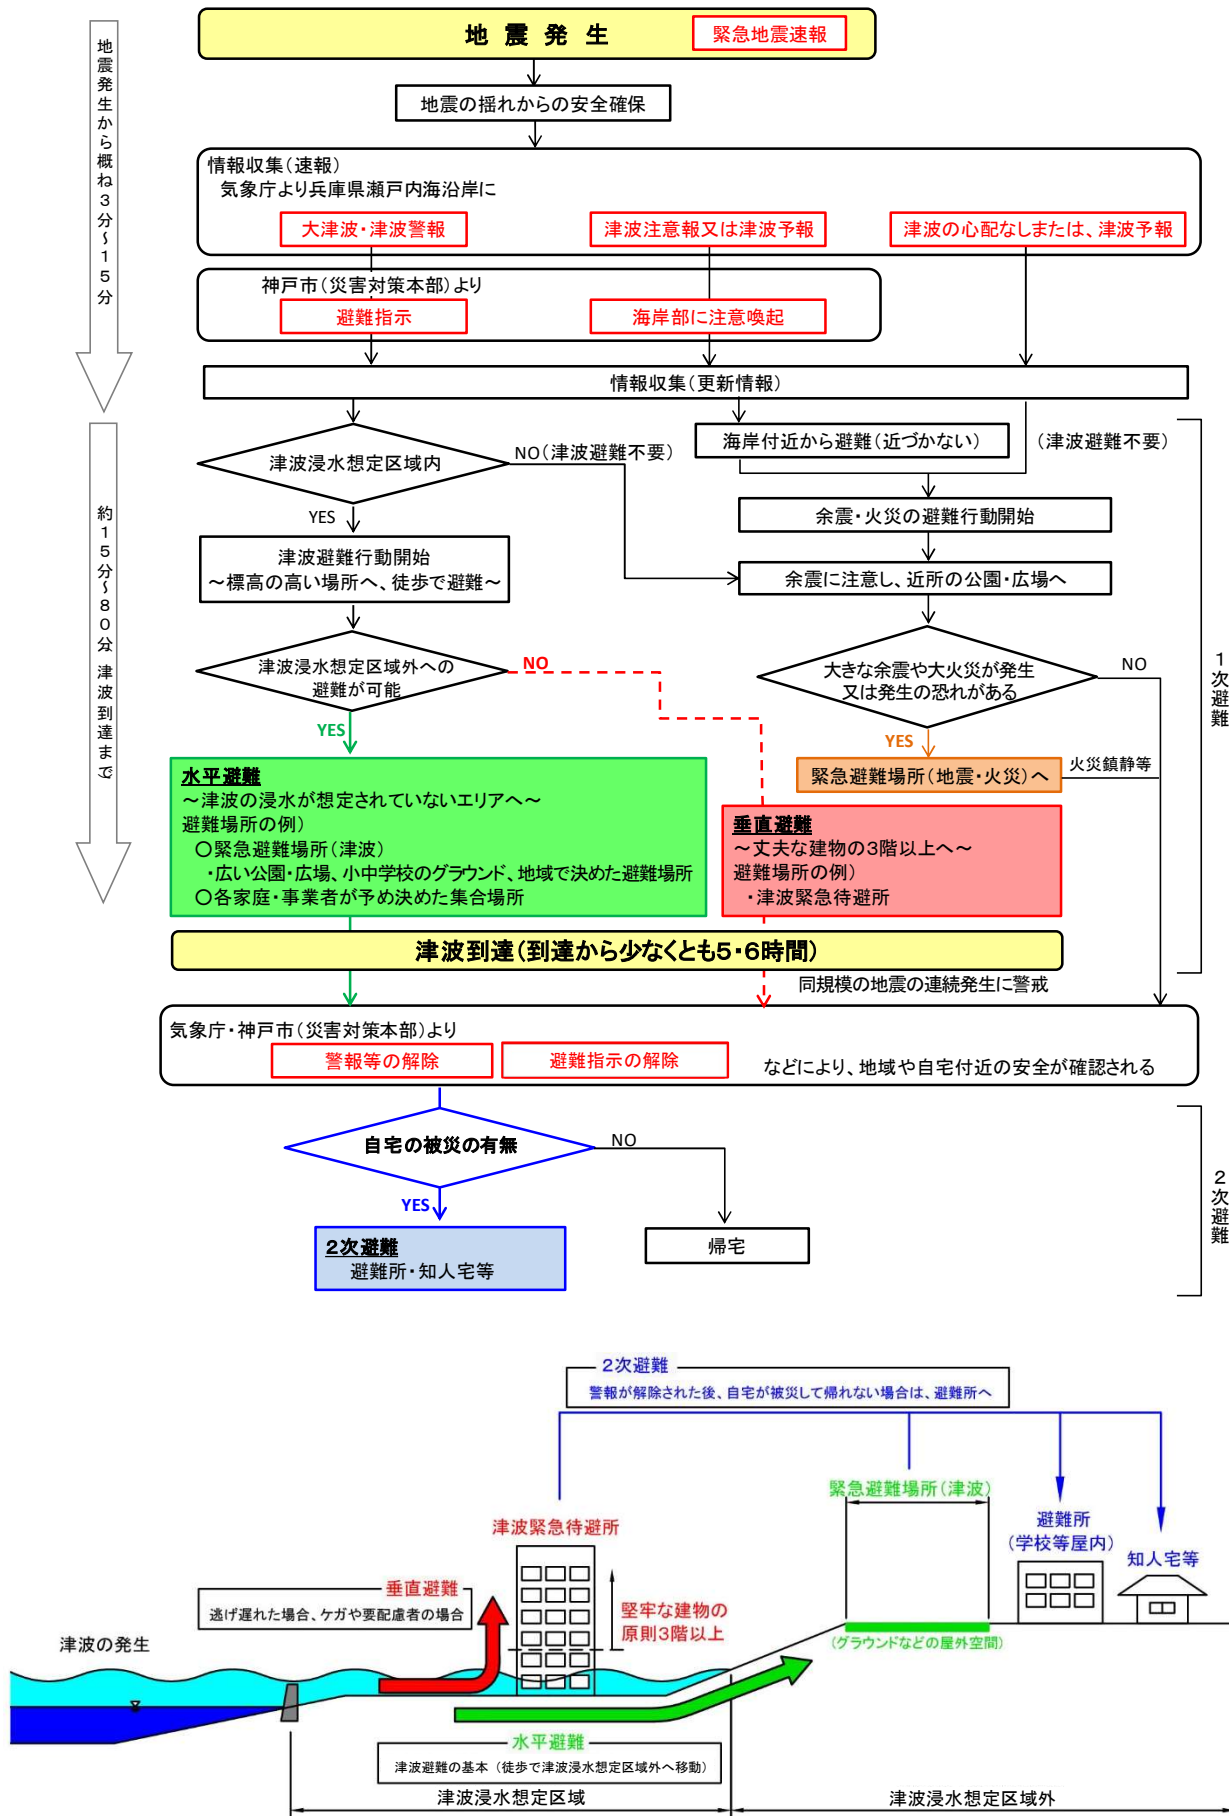 地震発生
緊急地震速報
地震発生から概ね3分～15分
地震の揺れからの安全確保
情報収集（速報）
気象庁より兵庫県瀬戸内海沿岸に
大津波・津波警報
津波注意報又は津波予報
津波の心配なしまたは、津波予報
神戸市（災害対策本部）より
避難指示
海岸部に注意喚起
情報収集（更新情報）
約15分～80分 津波到達まで
津波浸水想定区域内
NO（津波避難不要）
海岸付近から避難（近づかない）
（津波避難不要）
YES
余震・火災の避難行動開始
津波避難行動開始
～標高の高い場所へ、徒歩で避難～
余震に注意し、近所の公園・広場へ
津波浸水想定区域外への
避難が可能
NO
大きな余震や大火災が発生
又は発生の恐れがある
NO
1次避難
YES
YES
水平避難
～津波の浸水が想定されていないエリアへ～
避難場所の例）
○緊急避難場所（津波）
・広い公園・広場、小中学校のグラウンド、地域で決めた避難場所
○各家庭・事業者が予め決めた集合場所
緊急避難場所（地震・火災）へ
火災鎮静等
垂直避難
～丈夫な建物の3階以上へ～
避難場所の例）
・津波緊急待避所
津波到達（到達から少なくとも5・6時間）
同規模の地震の連続発生に警戒
気象庁・神戸市（災害対策本部）より
警報等の解除
避難指示の解除
などにより、地域や自宅付近の安全が確認される
自宅の被災の有無
NO
YES
2次避難
2次避難
避難所・知人宅等
帰宅
2次避難
警報が解除された後、自宅が被災して帰れない場合は、避難所へ
緊急避難場所（津波）
津波緊急待避所
避難所
（学校等屋内）
知人宅等
垂直避難
逃げ遅れた場合、ケガや要配慮者の場合
堅牢な建物の
原則3階以上
津波の発生
（グラウンドなどの屋外空間）
水平避難
津波避難の基本（徒歩で津波浸水想定区域外へ移動）
津波浸水想定区域
津波浸水想定区域外